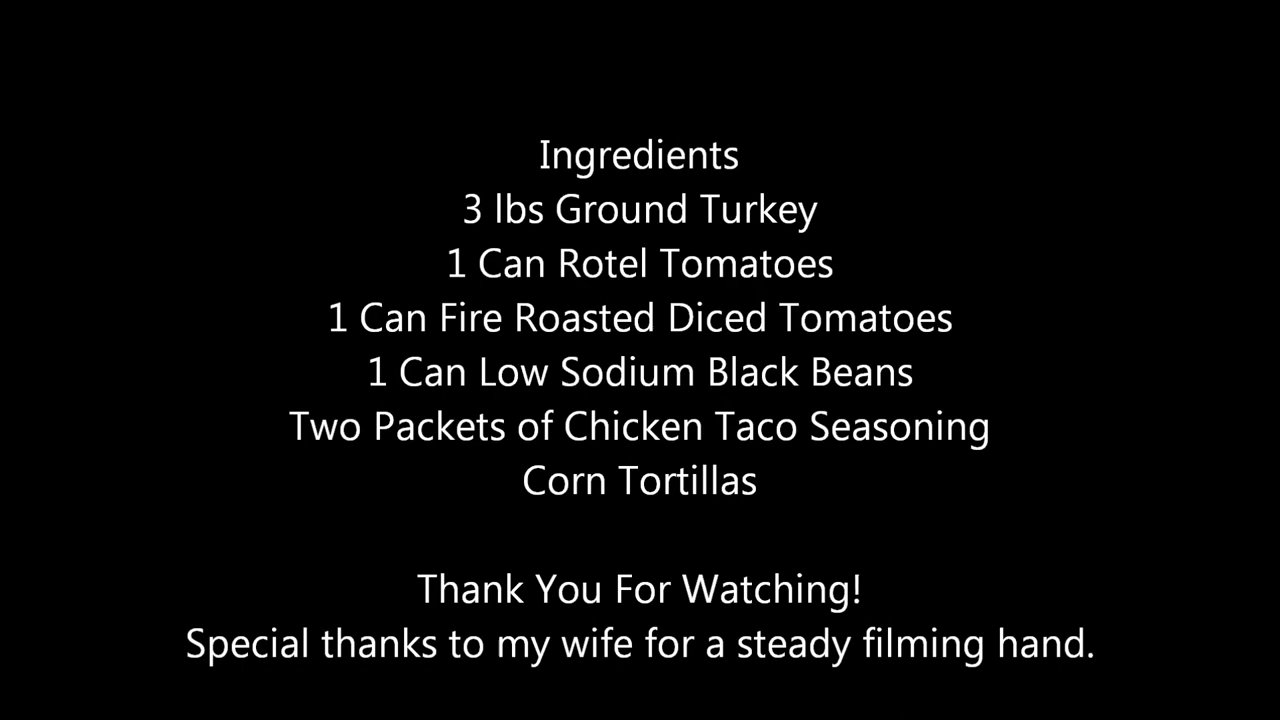 Ingredients
3 lbs Ground Turkey
1 Can Rotel Tomatoes
1 Can Fire Roasted Diced Tomatoes
1 Can Low Sodium Black Beans
Two Packets of Chicken Taco Seasoning
Corn Tortillas
Thank You For Watching!
Special thanks to my wife for a steady filming hand.